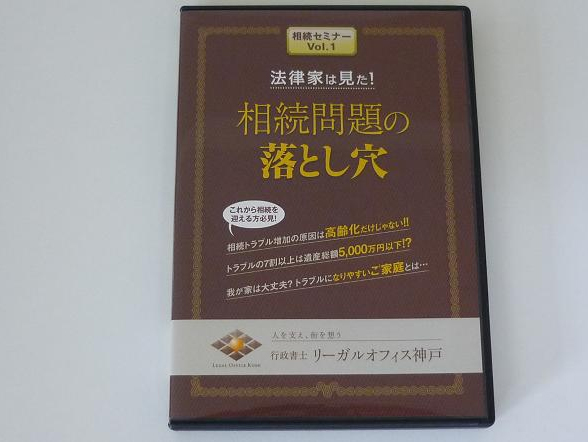 相続セミナー
Vol.1
法律家は見た!
相続問題の
落とし穴
これから相続を
迎える方必見!
相続トラブル増加の原因は高齢化だけじゃない!!
トラブルの7割以上は遺産総額5,000万円以下!?
我が家は大丈夫?トラブルになりやすいご家庭とは…
人を支え、街を想う
行政書士 リーガルオフィス神戸
LEGAL OFFICE KOBE